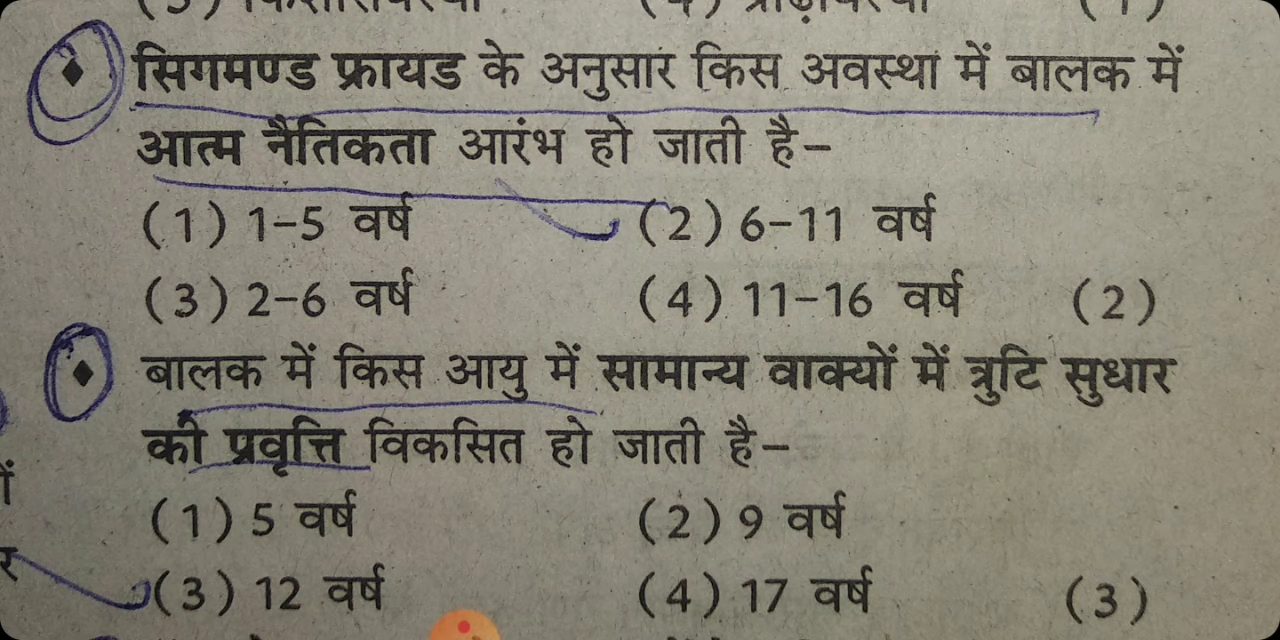 (4)
(1)
♦ सिगमण्ड फ्रायड के अनुसार किस अवस्था में बालक में
आत्म नैतिकता आरंभ हो जाती है–
(1) 1–5 वर्ष (2) 6–11 वर्ष
(3) 2–6 वर्ष (4) 11–16 वर्ष (2)
♦ बालक में किस आयु में सामान्य वाक्यों में त्रुटि सुधार
की प्रवृत्ति विकसित हो जाती है–
(1) 5 वर्ष (2) 9 वर्ष
(3) 12 वर्ष (4) 17 वर्ष (3)